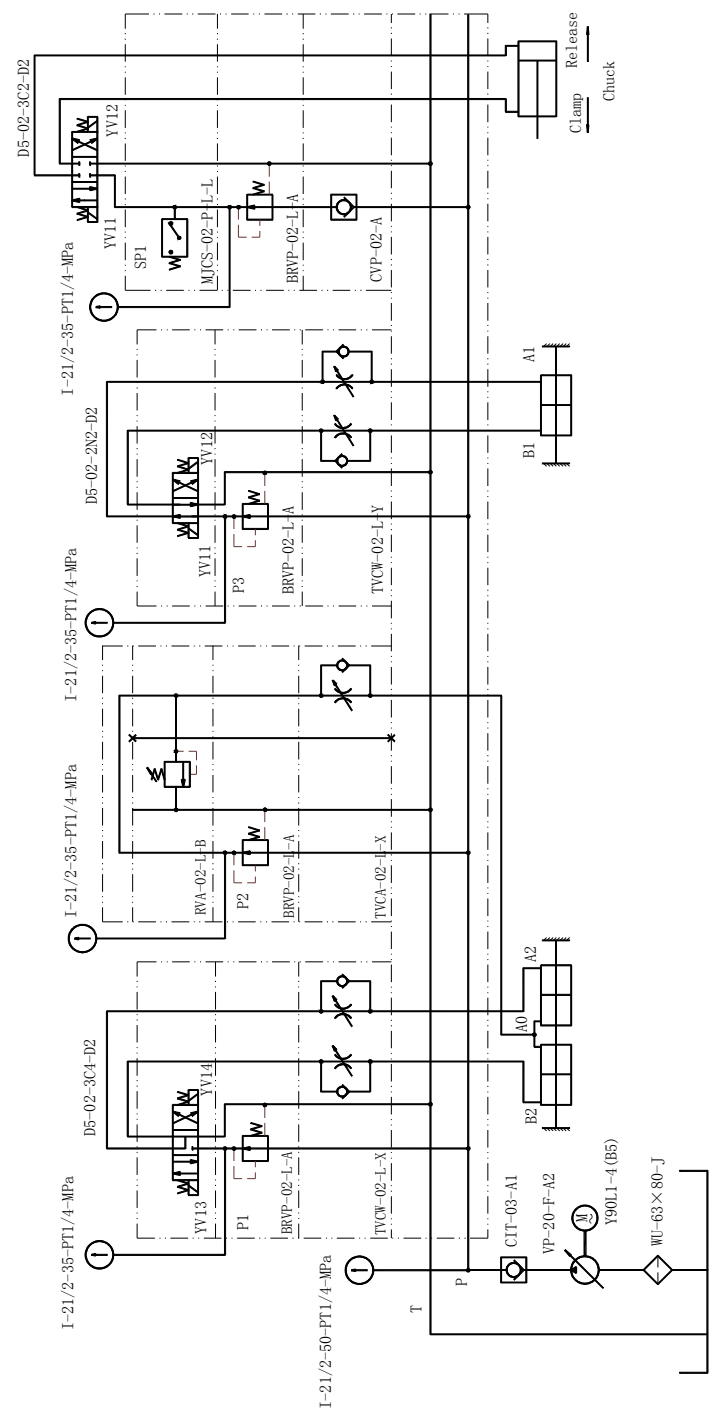 I-21/2-50-PT1/4-MPa
T
P
CIT-03-A1
VP-20-F-A2
M
Y90L1-4(B5)
WU-63×80-J
I-21/2-35-PT1/4-MPa
D5-02-3C4-D2
YV13
YV14
P1
BRVP-02-L-A
TVCW-02-L-X
B2
A0
A2
I-21/2-35-PT1/4-MPa
RVA-02-L-B
P2
BRVP-02-L-A
TVCA-02-L-X
I-21/2-35-PT1/4-MPa
D5-02-2N2-D2
YV11
YV12
P3
BRVP-02-L-A
TVCW-02-L-Y
B1
A1
I-21/2-35-PT1/4-MPa
D5-02-3C2-D2
YV11
YV12
SP1
MJCS-02-P-L-L
BRVP-02-L-A
CVP-02-A
Clamp
Release
Chuck